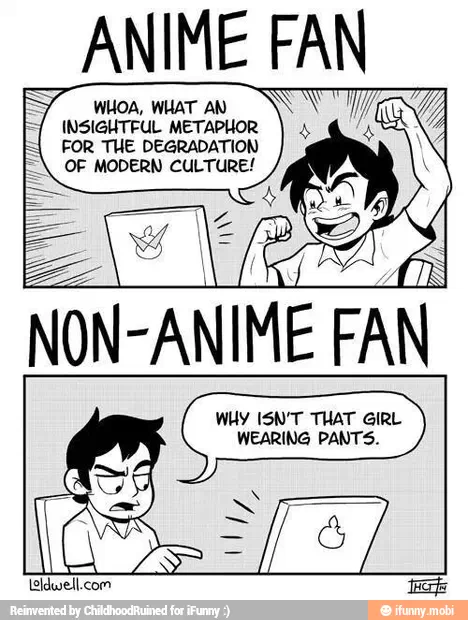 ANIME FAN
WHOA, WHAT AN
INSIGHTFUL METAPHOR
FOR THE DEGRADATION
OF MODERN CULTURE!
NON-ANIME FAN
WHY ISN'T THAT GIRL
WEARING PANTS.
Loldwell.com
Reinvented by ChildhoodRuined for iFunny :)
ifunny.mobi